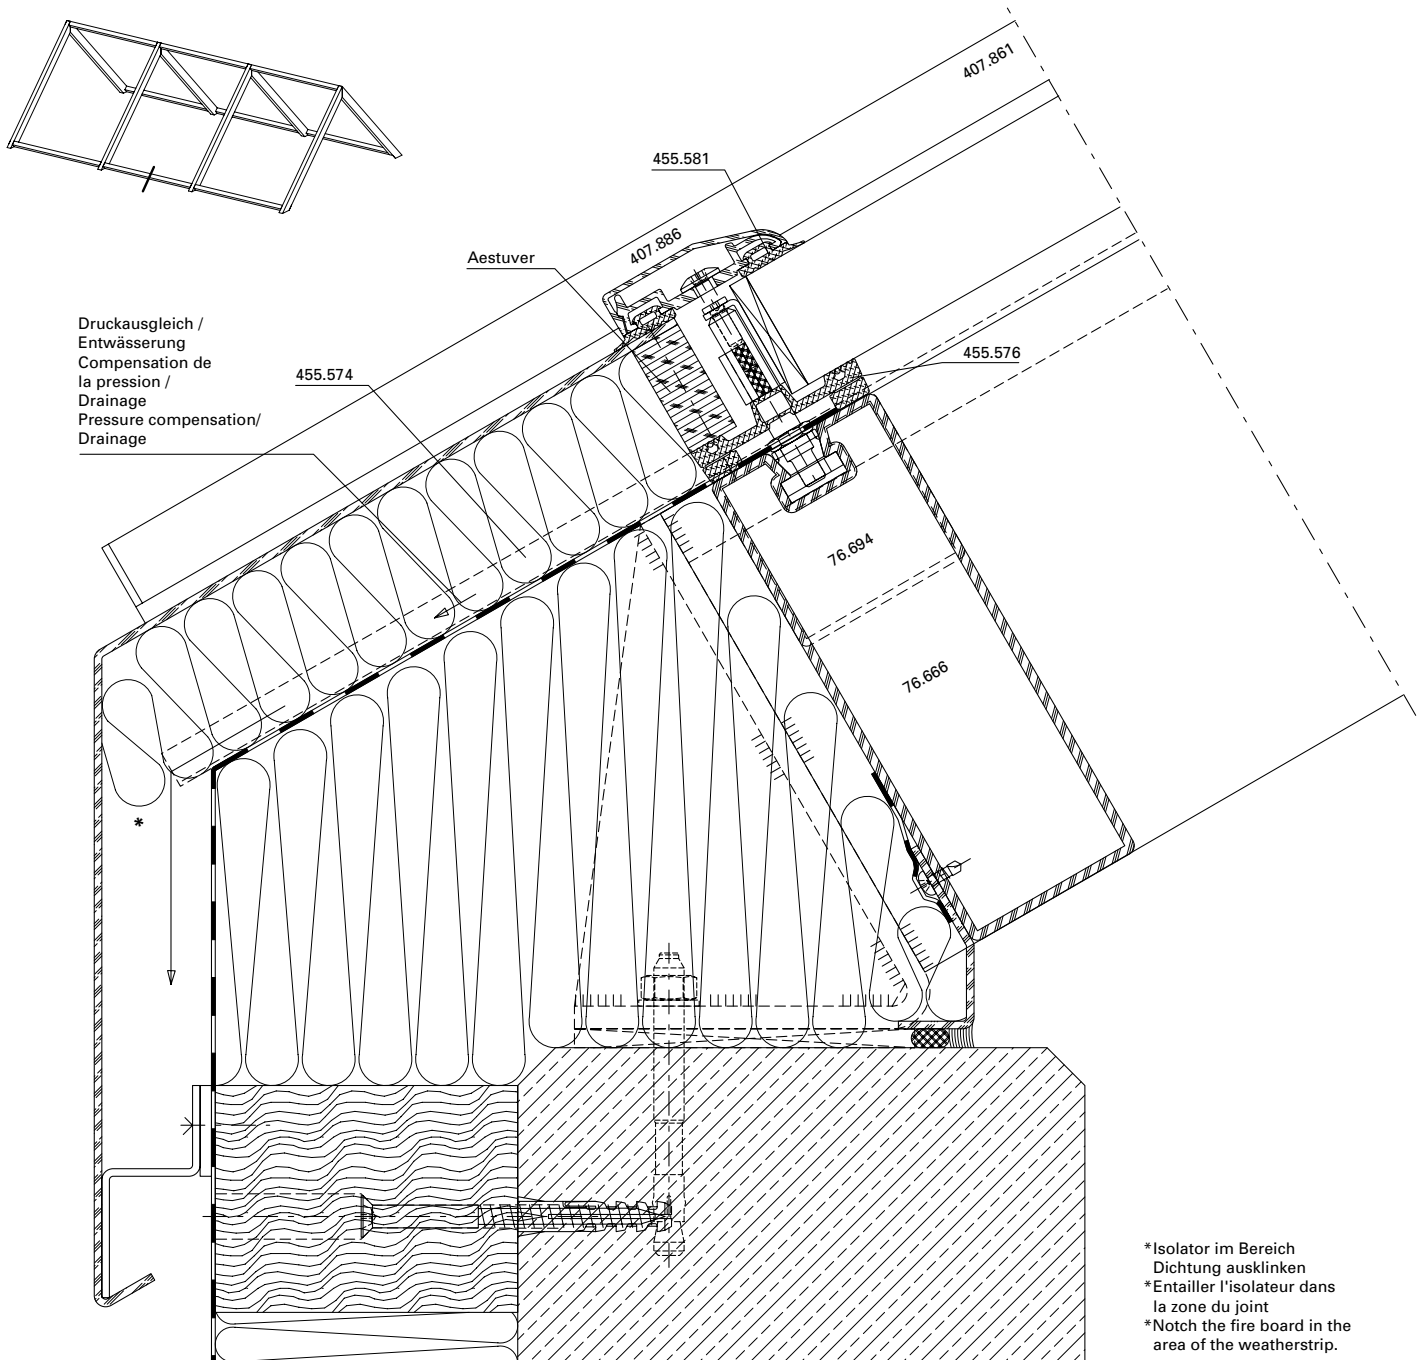 407.861
455.581
407.886
Aestuver
Druckausgleich /
Entwässerung
Compensation de
la pression /
Drainage
Pressure compensation/
Drainage
455.574
455.576
76.694
76.666
*
*Isolator im Bereich
Dichtung ausklinken
*Entailler l'isolateur dans
la zone du joint
*Notch the fire board in the
area of the weatherstrip.